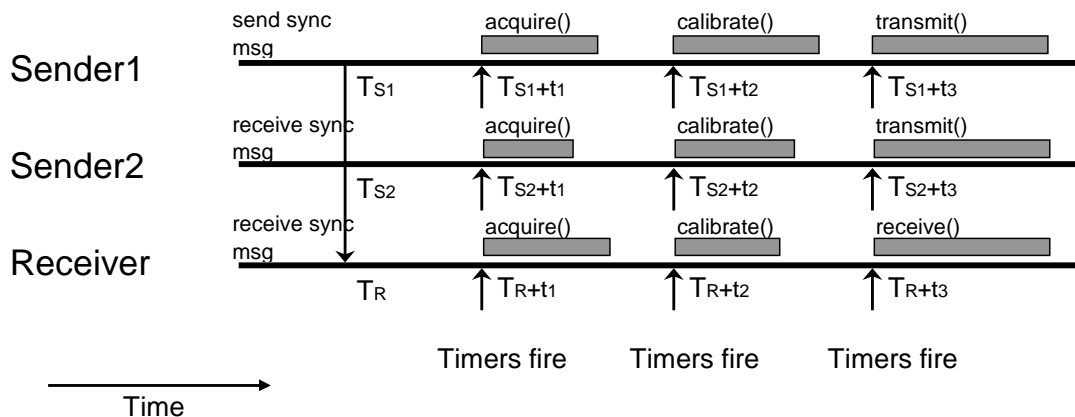 send sync
msg
acquire()
calibrate()
transmit()
Sender1
TS1
TS1+t1
TS1+t2
TS1+t3
receive sync
msg
acquire()
calibrate()
transmit()
Sender2
TS2
TS2+t1
TS2+t2
TS2+t3
receive sync
msg
acquire()
calibrate()
receive()
Receiver
TR
TR+t1
TR+t2
TR+t3
Timers fire
Timers fire
Timers fire
Time